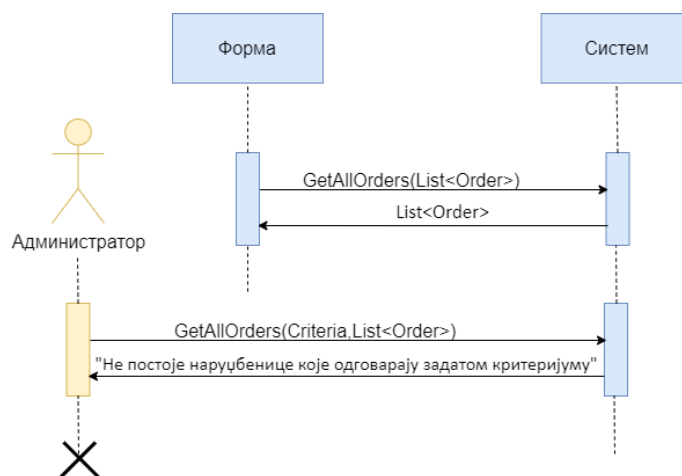 Форма
Систем
GetAllOrders(List<Order>)
List<Order>
Администратор
GetAllOrders(Criteria,List<Order>)
"Не постоје наруџбенице које одговарају задатом критеријуму"